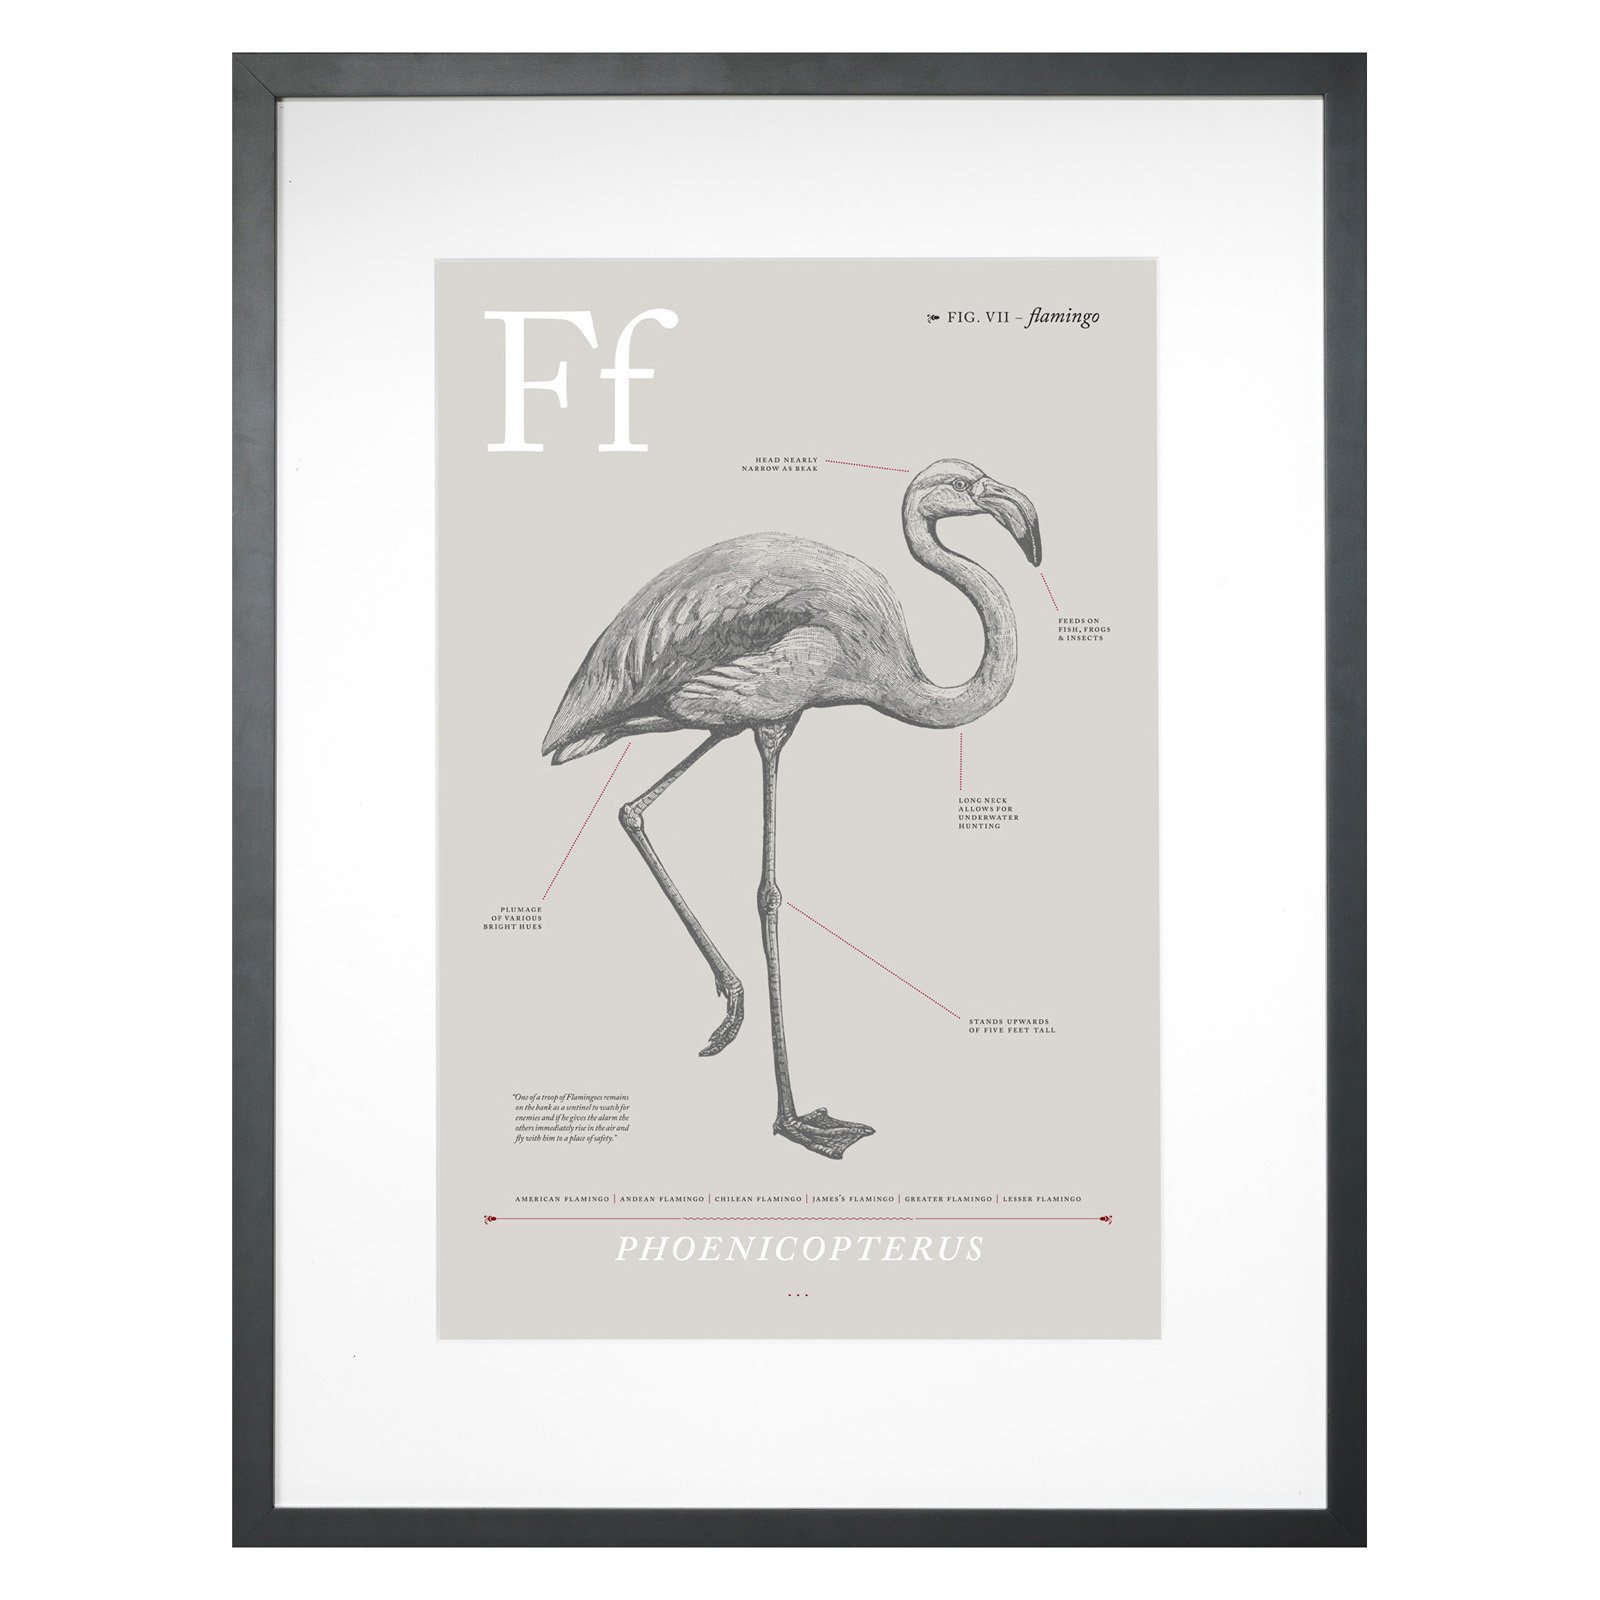 Ff
FIG. VII – flamingo
HEAD NEARLY
NARROW AS BEAK
FEEDS ON
FISH, FROGS
& INSECTS
LONG NECK
ALLOWS FOR
UNDERWATER
HUNTING
PLUMAGE
OF VARIOUS
BRIGHT HUES
STANDS UPWARDS
OF FIVE FEET TALL
"One of a troop of Flamingoes remains
on the bank as a sentinel to watch for
enemies and if he gives the alarm the
others immediately rise in the air and
fly with him to a place of safety."
AMERICAN FLAMINGO | ANDEAN FLAMINGO | CHILEAN FLAMINGO | JAMES'S FLAMINGO | GREATER FLAMINGO | LESSER FLAMINGO
PHOENICOPTERUS
...